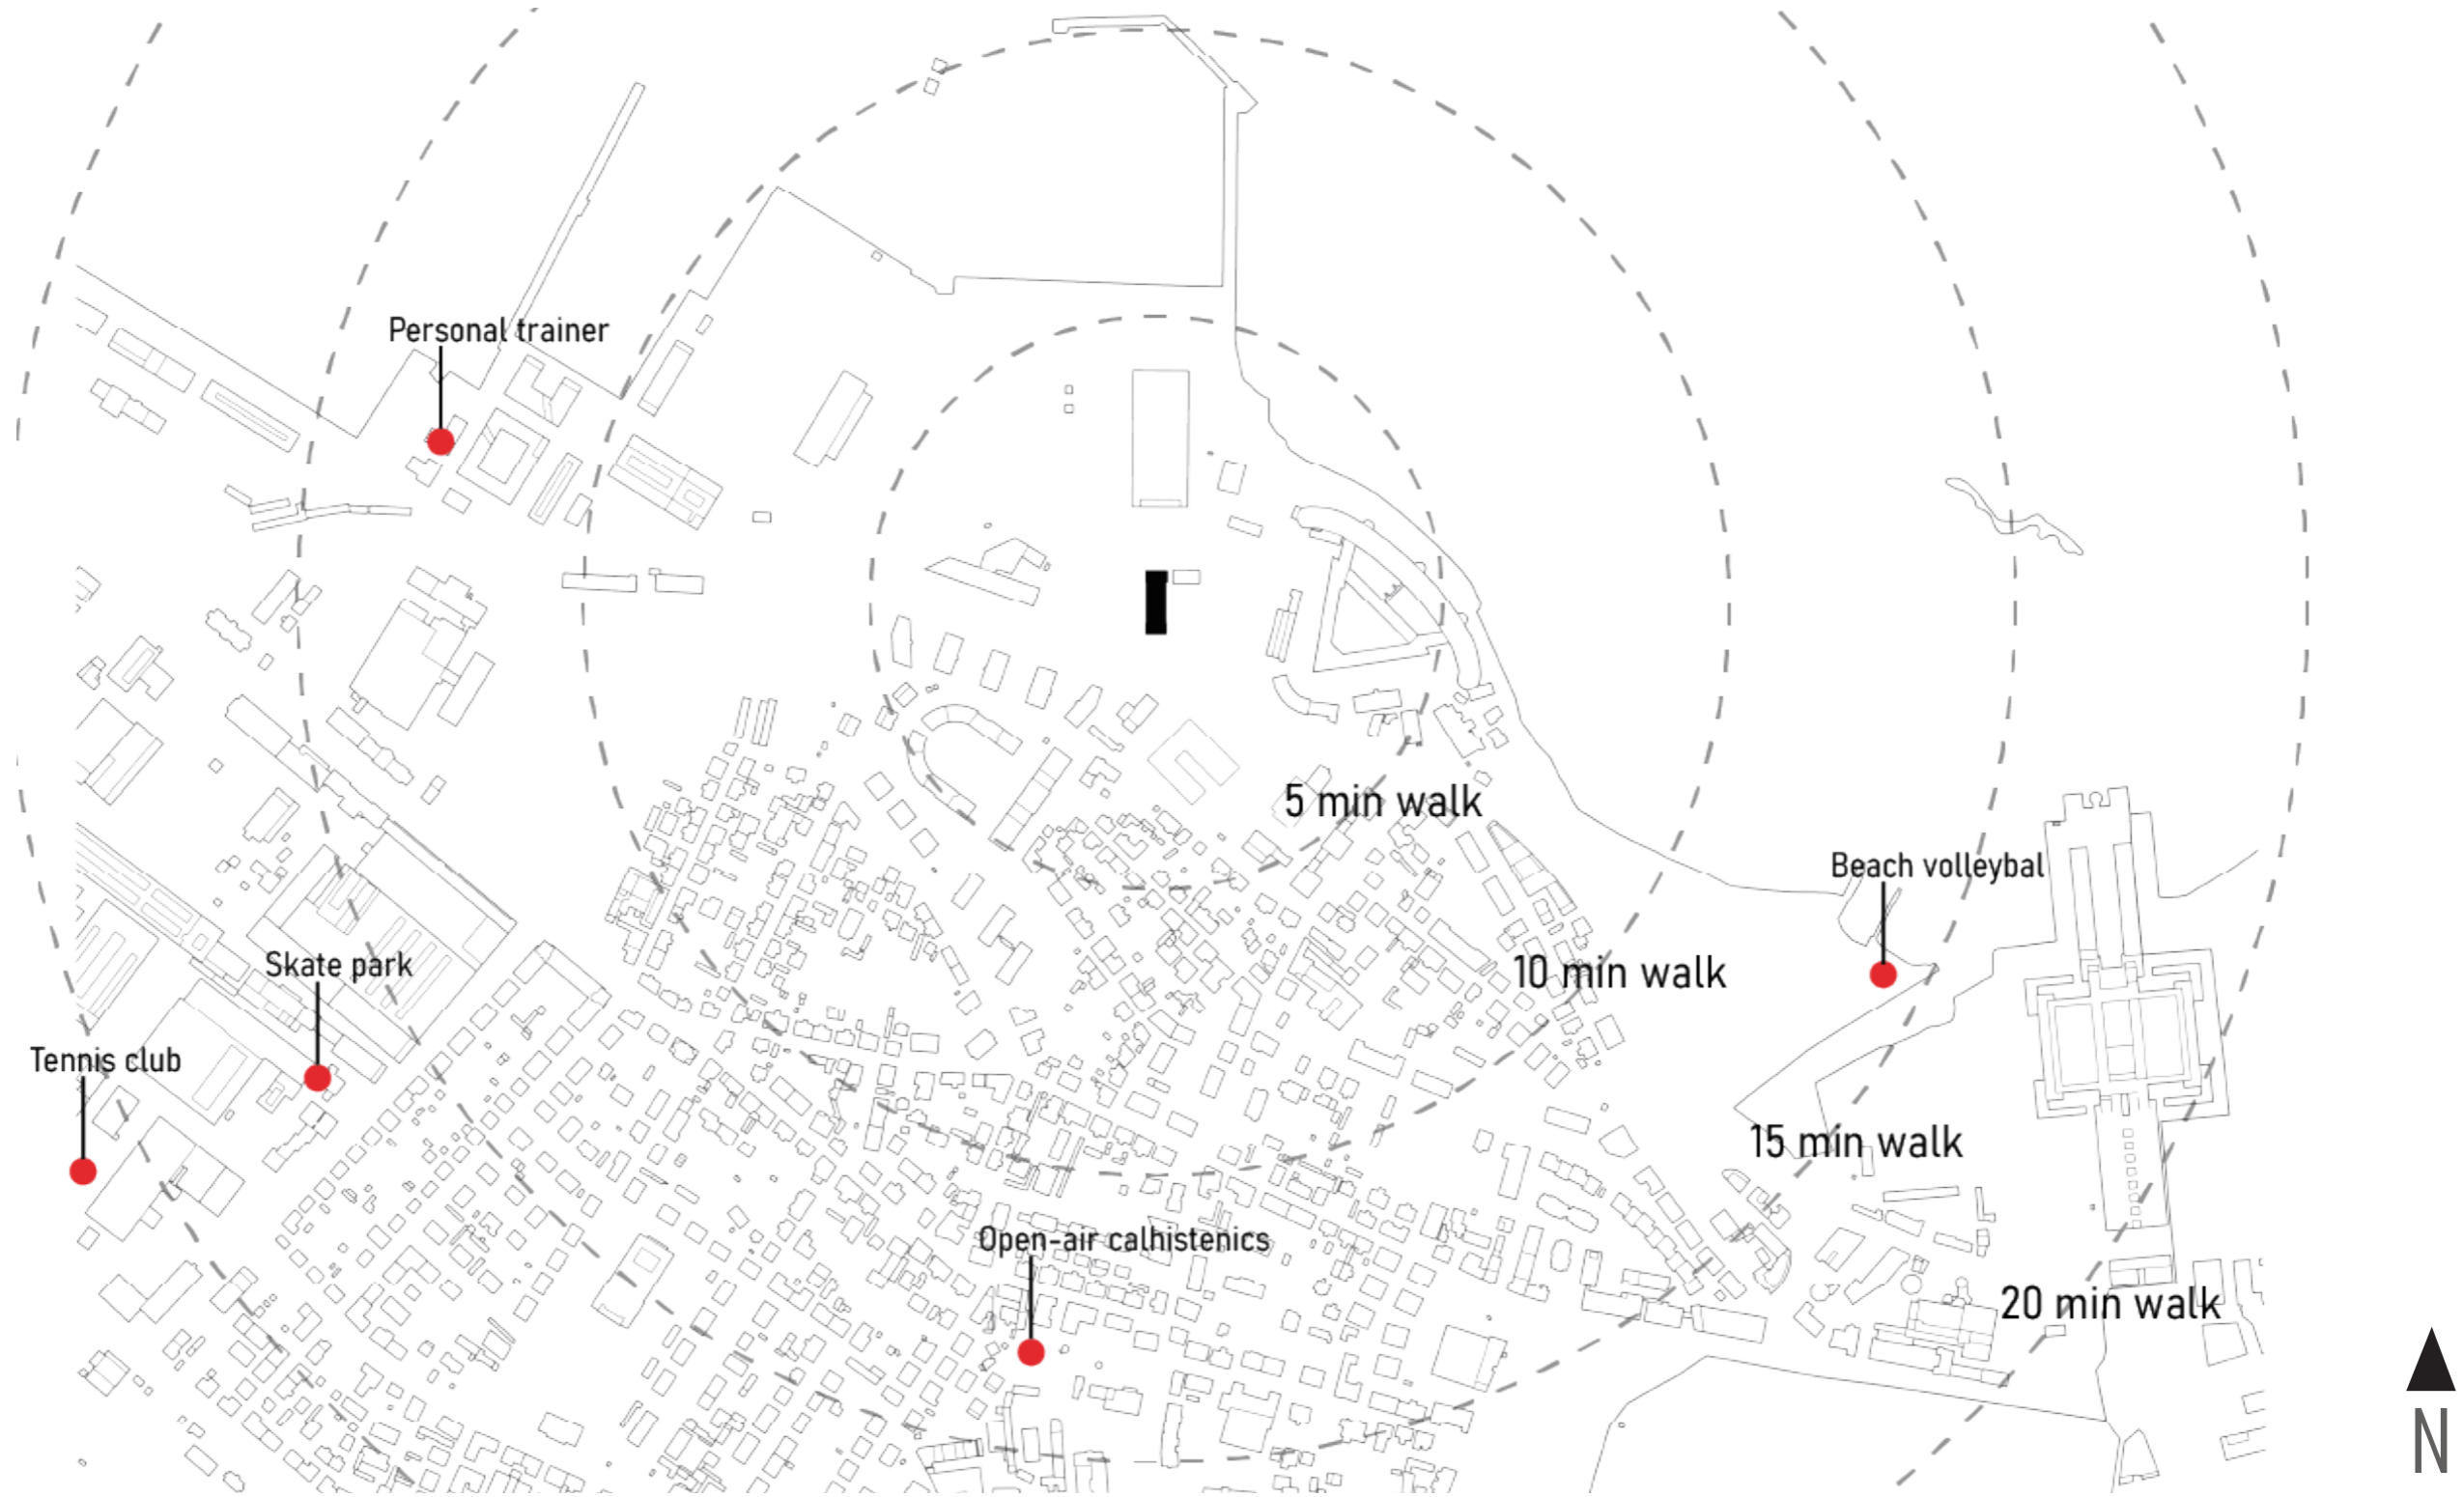 Personal trainer
5 min walk
Beach volleybal
Skate park
10 min walk
Tennis club
15 min walk
Open-air calhistenics
20 min walk
N